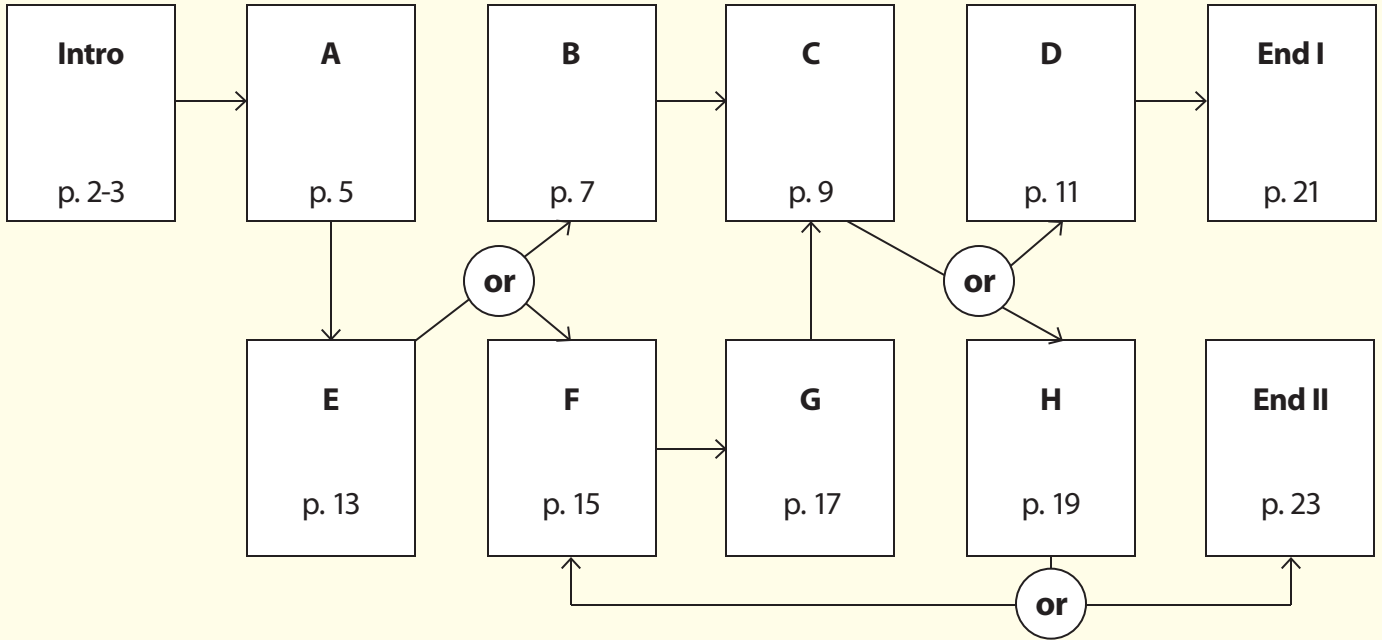 Intro
p. 2-3
A
p. 5
B
p. 7
C
p. 9
D
p. 11
End I
p. 21
or
or
E
p. 13
F
p. 15
G
p. 17
H
p. 19
End II
p. 23
or